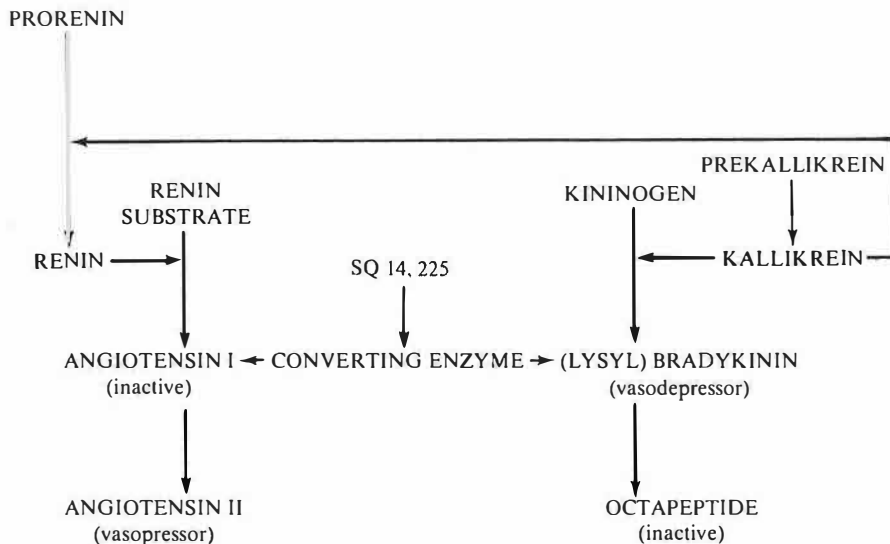 PRORENIN
PREKALLIKREIN
RENIN
SUBSTRATE
KININOGEN
RENIN
SQ 14, 225
KALLIKREIN
ANGIOTENSIN I
(inactive)
CONVERTING ENZYME
(LYSYL) BRADYKININ
(vasodepressor)
ANGIOTENSIN II
(vasopressor)
OCTAPEPTIDE
(inactive)